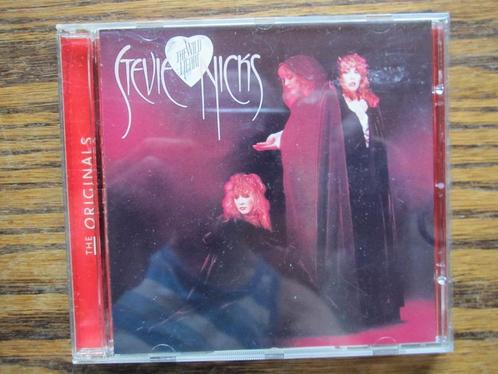 STEVIE NICKS
THE WILD
HEART
THE ORIGINALS